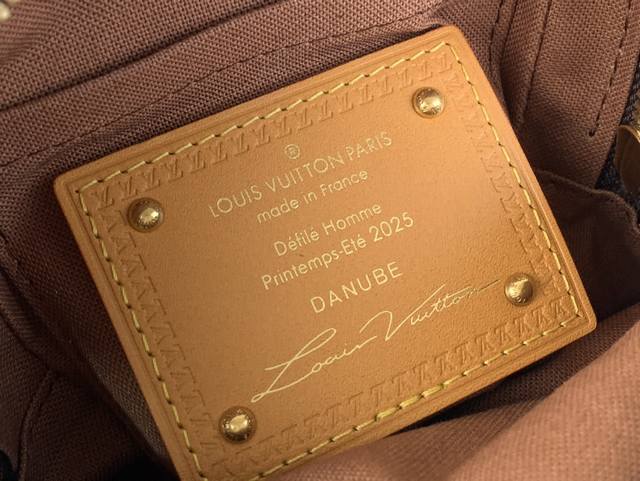 ®
LOUIS VUITTON PARIS
made in France
Défilé Homme
Printemps-Eté 2025
DANUBE
Louis Vuitton